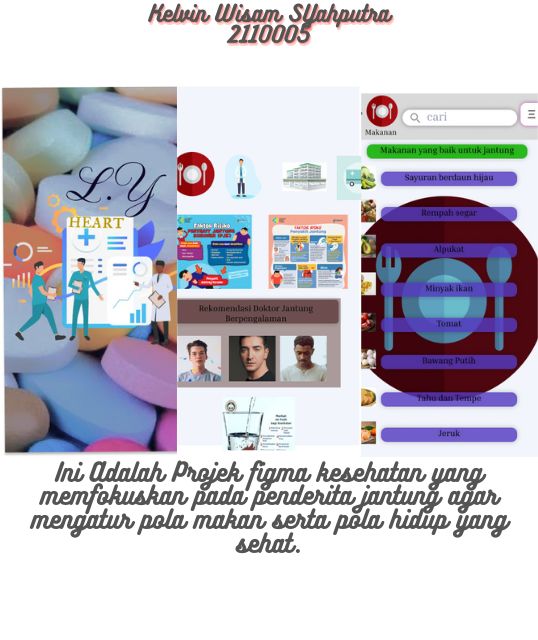 Kelvin Wisam SYahputra
2110005
L.Y
HEART
Faktor Risiko
Faktor Risiko
Penyakit Jantung
Rekomendasi Doktor Jantung
Berpengalaman
Makanan
cari
Makanan yang baik untuk jantung
Sayuran berdaun hijau
Rempah segar
Alpukat
Minyak ikan
Tomat
Bawang Putih
Tahu dan Tempe
Jeruk
Ini Adalah Projek figma kesehatan yang
memfokuskan pada penderita jantung agar
mengatur pola makan serta pola hidup yang
sehat.